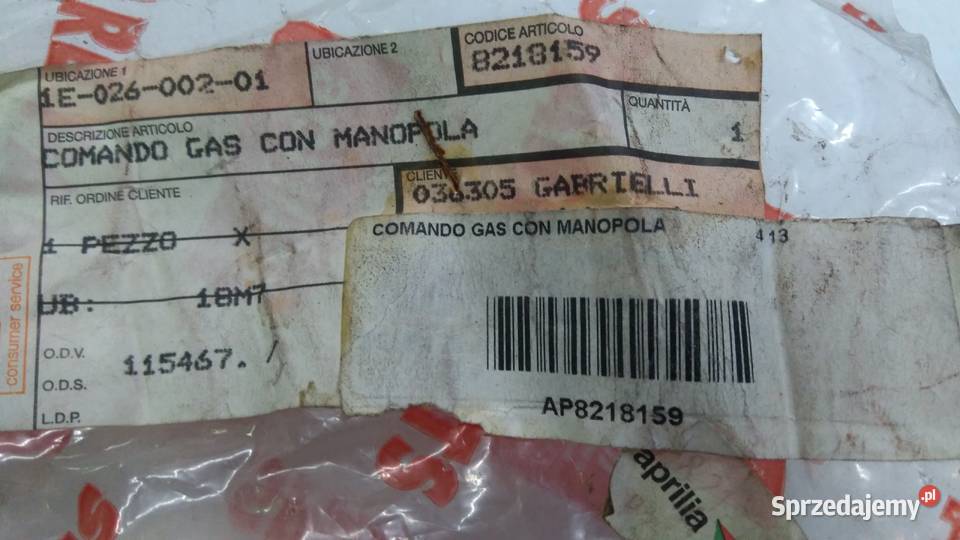 UBICAZIONE 1
1E-026-002-01
UBICAZIONE 2
CODICE ARTICOLO
8218159
DESCRIZIONE ARTICOLO
COMANDO GAS CON MANOPOLA
QUANTITÀ
1
RIF. ORDINE CLIENTE
CLIENTE
036305 GABRIELLI
1 PEZZO X
UB: 18M7
O.D.V.
115467.
O.D.S.
L.D.P.
consumer service
COMANDO GAS CON MANOPOLA
413
AP8218159
aprilia
Sprzedajemy.pl